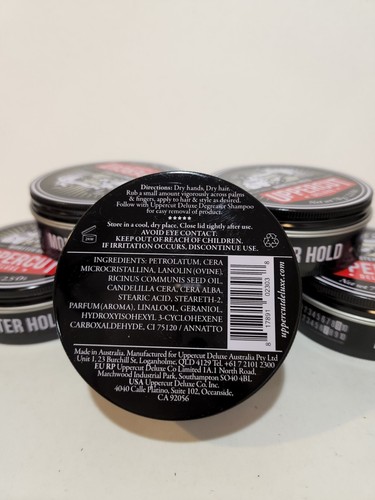 Directions: Dry hands, Dry hair.
Rub a small amount vigorously across palms
& fingers, apply to hair & style as desired.
Follow with Uppercut Deluxe Degreaser Shampoo
for easy removal of product.
★★★★★
Store in a cool, dry place. Close lid tightly after use.
AVOID EYE CONTACT.
KEEP OUT OF REACH OF CHILDREN.
IF IRRITATION OCCURS, DISCONTINUE USE.
INGREDIENTS: PETROLATUM, CERA
MICROCRISTALLINA, LANOLIN (OVINE),
RICINUS COMMUNIS SEED OIL,
CANDELILLA CERA, CERA ALBA,
STEARIC ACID, STEARETH-2,
PARFUM (AROMA), LINALOOL, GERANIOL,
HYDROXYISOHEXYL 3-CYCLOHEXENE
CARBOXALDEHYDE, CI 75120 / ANNATTO
8 17891 02303 8
uppercutdeluxe.com
Made in Australia. Manufactured for Uppercut Deluxe Australia Pty Ltd
Unit 1, 23 Burchill St, Loganholme, QLD 4129 Tel. +61 7 2101 2300
EU RP Uppercut Deluxe Co Limited 1A.1 North Road,
Marchwood Industrial Park, Southampton SO40 4BL
USA Uppercut Deluxe Co. Inc.
4040 Calle Platino, Suite 102, Oceanside,
CA 92056
UPPERCUT
HOLD
TER HOL